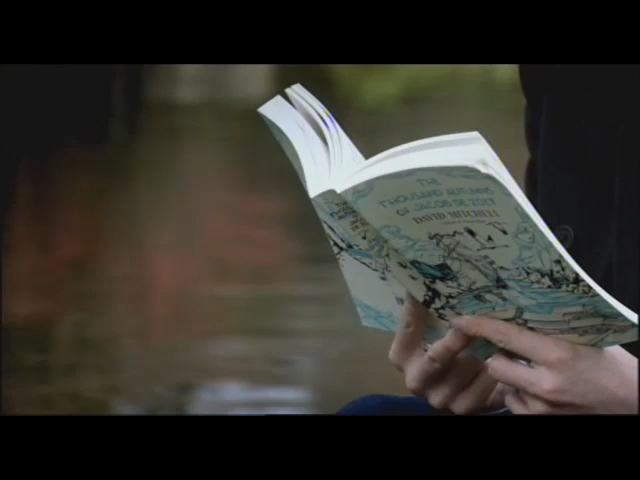 THE
THOUSAND AUTUMNS
OF JACOB DE ZOET
DAVID MITCHELL